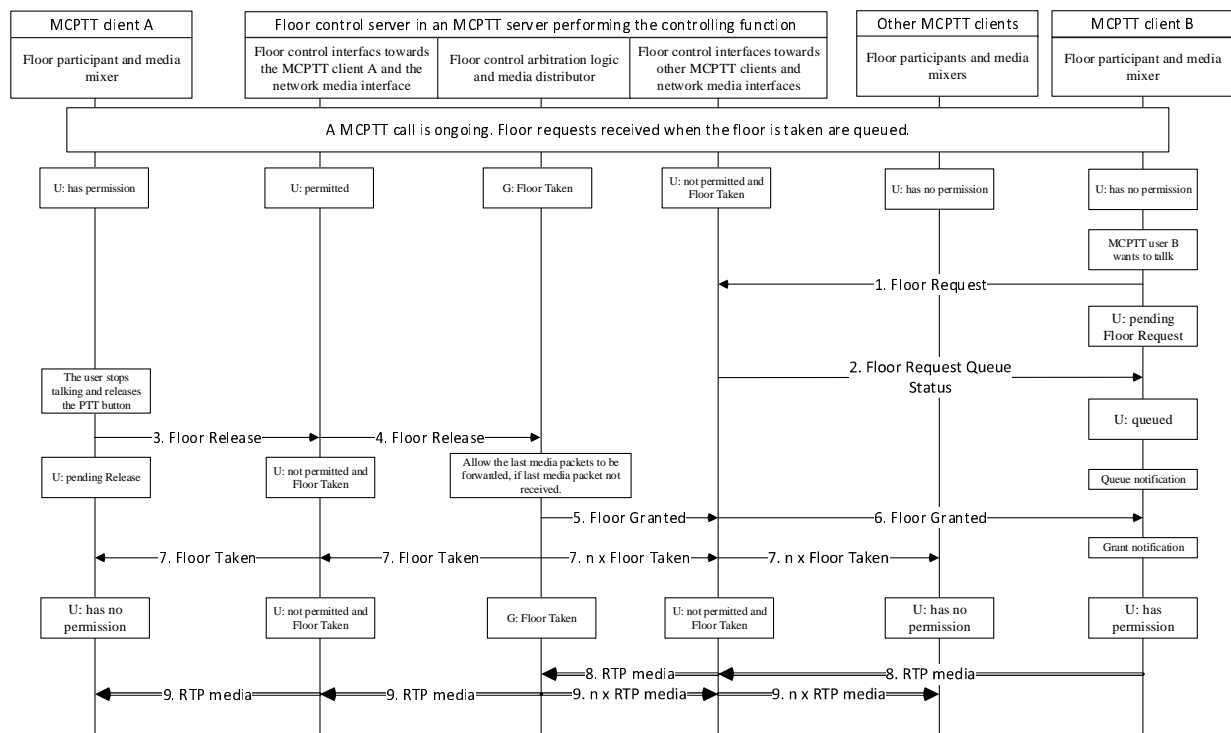 MCPTT client A
Floor control server in an MCPTT server performing the controlling function
Other MCPTT clients
MCPTT client B
Floor participant and media
mixer
Floor control interfacs towards
the MCPTT client A and the
network media interface
Floor control arbitration logic
and media distributor
Floor control interfaces towards
other MCPTT clients and
network media interfaces
Floor participants and media
mixers
Floor participant and media
mixer
A MCPTT call is ongoing. Floor requests received when the floor is taken are queued.
U: has permission
U: permitted
G: Floor Taken
U: not permitted and
Floor Taken
U: has no permission
U: has no permission
MCPTT user B
wants to tallk
1. Floor Request
U: pending
Floor Request
2. Floor Request Queue
Status
The user stops
talking and releases
the PTT button
U: queued
3. Floor Release
4. Floor Release
U: pending Release
U: not permitted and
Floor Taken
Allow the last media packets to be
forwarded, if last media packet not
received.
Queue notification
5. Floor Granted
6. Floor Granted
Grant notification
7. Floor Taken
7. Floor Taken
7. n x Floor Taken
7. n x Floor Taken
U: has no
permission
U: not permitted and
Floor Taken
G: Floor Taken
U: not permitted and
Floor Taken
U: has no
permission
U: has
permission
8. RTP media
8. RTP media
9. RTP media
9. RTP media
9. n x RTP media
9. n x RTP media